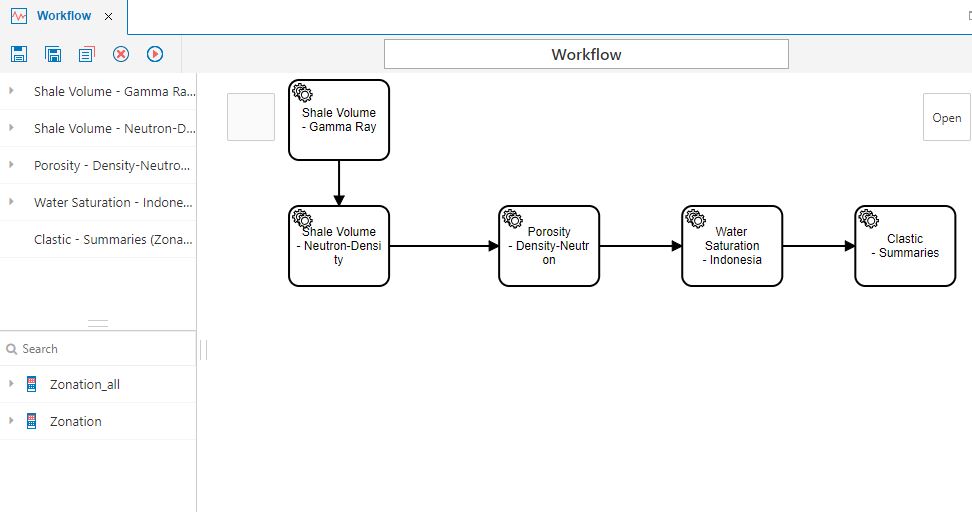 Workflow
Workflow
Shale Volume - Gamma Ra...
Shale Volume - Neutron-D...
Porosity - Density-Neutro...
Water Saturation - Indone...
Clastic - Summaries (Zona...
Search
Zonation_all
Zonation
Shale Volume
- Gamma Ray
Open
Shale Volume
- Neutron-Densi
ty
Porosity
- Density-Neutr
on
Water
Saturation
- Indonesia
Clastic
- Summaries